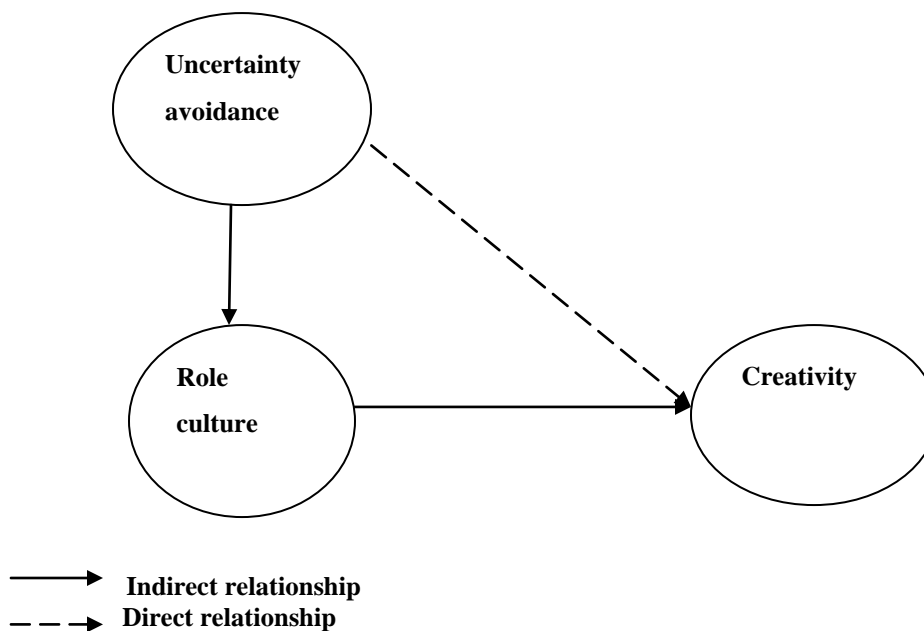 Uncertainty
avoidance
Role
culture
Creativity
Indirect relationship
Direct relationship